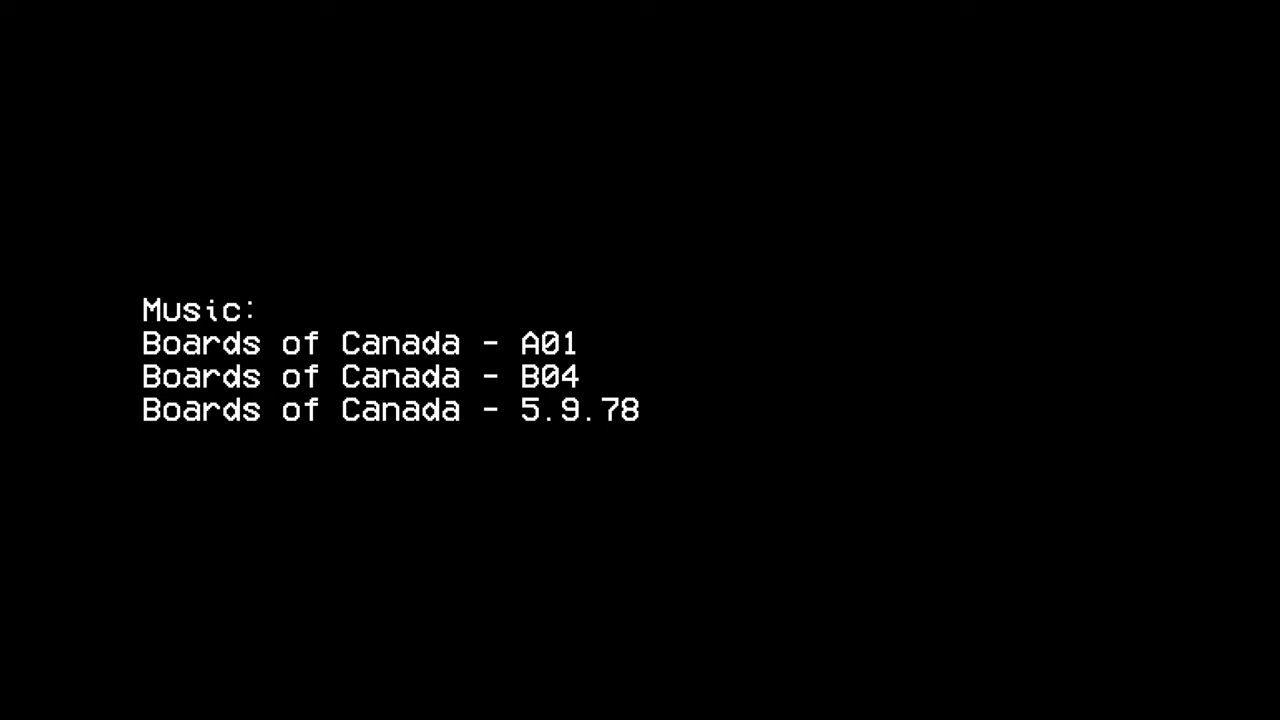 Music:
Boards of Canada - A01
Boards of Canada - B04
Boards of Canada - 5.9.78